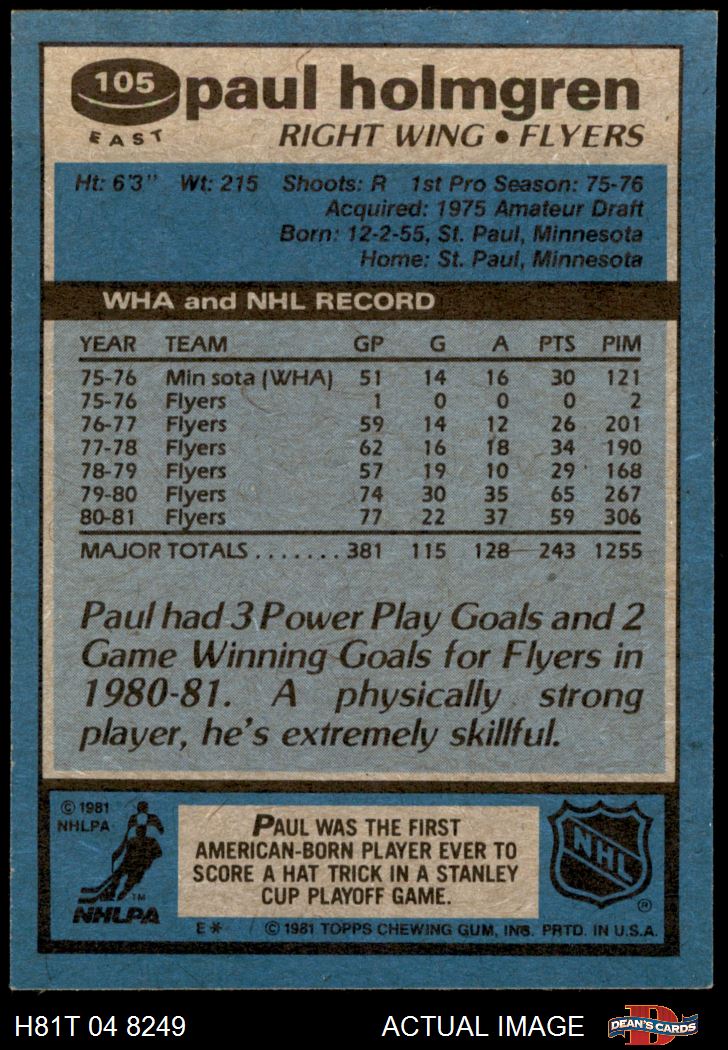 105
EAST
paul holmgren
RIGHT WING • FLYERS
Ht: 6'3" Wt: 215 Shoots: R 1st Pro Season: 75-76
Acquired: 1975 Amateur Draft
Born: 12-2-55, St. Paul, Minnesota
Home: St. Paul, Minnesota
WHA and NHL RECORD
YEAR TEAM GP G A PTS PIM
75-76 Min sota (WHA) 51 14 16 30 121
75-76 Flyers 1 0 0 0 2
76-77 Flyers 59 14 12 26 201
77-78 Flyers 62 16 18 34 190
78-79 Flyers 57 19 10 29 168
79-80 Flyers 74 30 35 65 267
80-81 Flyers 77 22 37 59 306
MAJOR TOTALS ....... 381 115 128 243 1255
Paul had 3 Power Play Goals and 2
Game Winning Goals for Flyers in
1980-81. A physically strong
player, he's extremely skillful.
© 1981
NHLPA
TM
NHLPA
PAUL WAS THE FIRST
AMERICAN-BORN PLAYER EVER TO
SCORE A HAT TRICK IN A STANLEY
CUP PLAYOFF GAME.
NHL
®
E* © 1981 TOPPS CHEWING GUM, INC. PRTD. IN U.S.A.
H81T 04 8249 ACTUAL IMAGE
D
DEAN'S CARDS